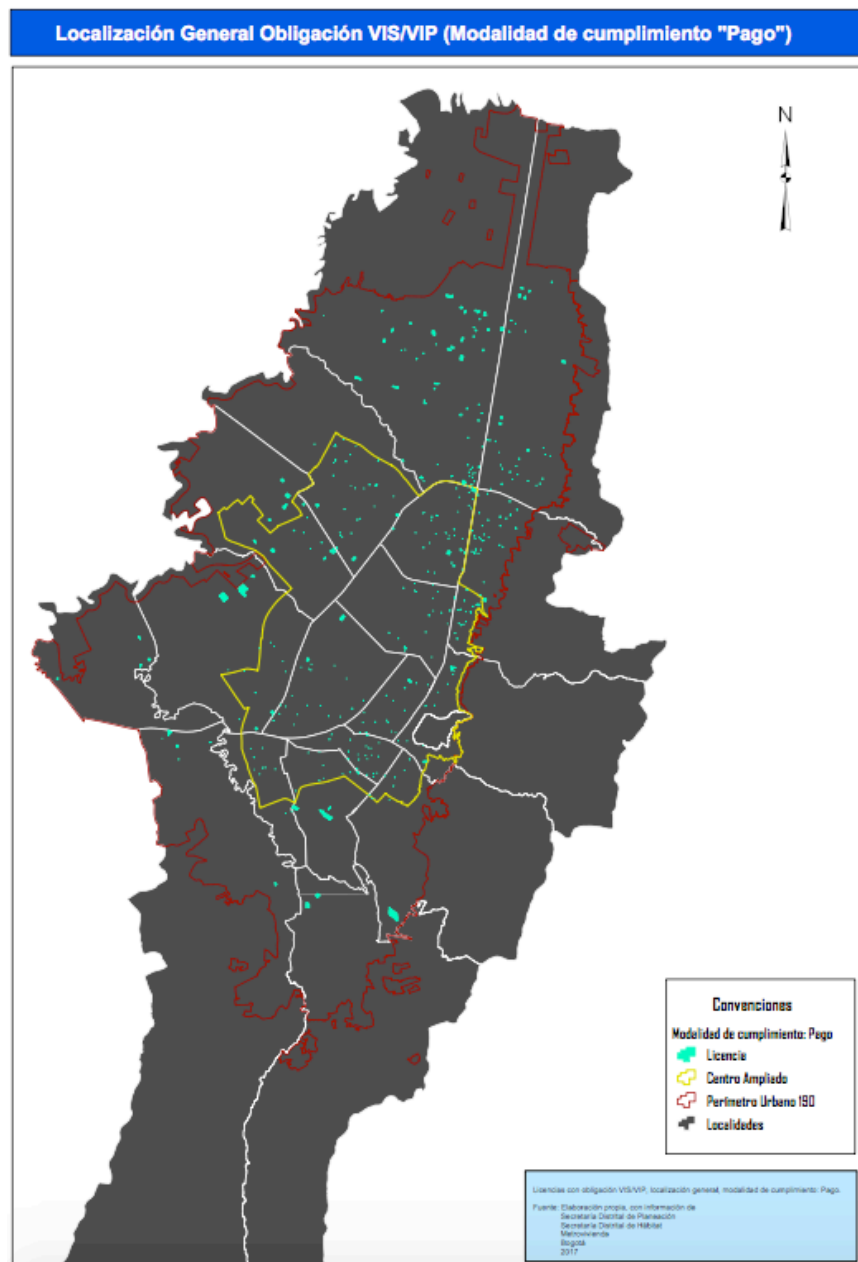 Localización General Obligación VIS/VIP (Modalidad de cumplimiento "Pago")
N
Convenciones
Modalidad de cumplimiento: Pago
Licencia
Centro Ampliado
Perímetro Urbano 190
Localidades
Licencias con obligación VIS/VIP, localización general, modalidad de cumplimiento: Pago.
Fuente: Elaboración propia, con información de
Secretaría Distrital de Planeación
Secretaría Distrital de Hábitat
Metrovivienda
Bogotá
2017